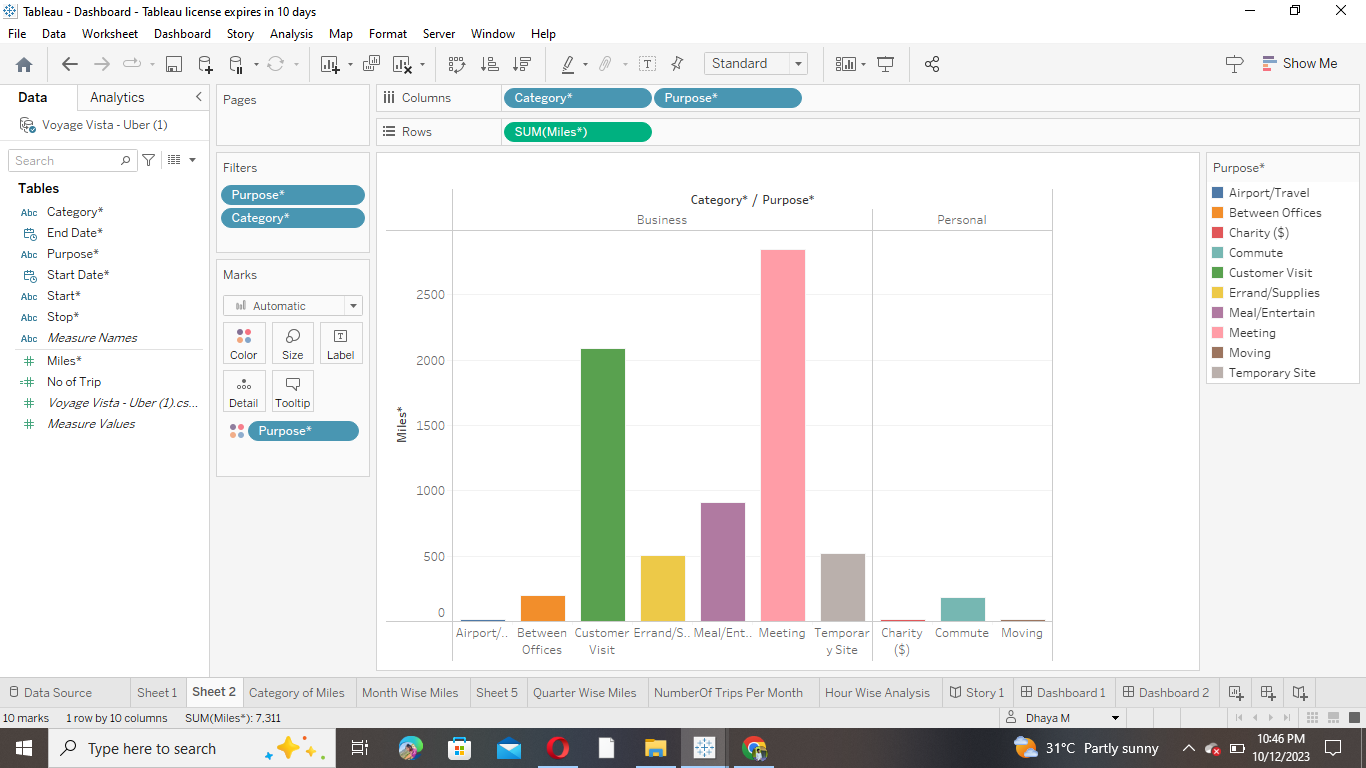 Tableau - Dashboard - Tableau license expires in 10 days
File Data Worksheet Dashboard Story Analysis Map Format Server Window Help
Standard
Show Me
Data Analytics
Voyage Vista - Uber (1)
Search
Tables
Abc Category*
End Date*
Abc Purpose*
Start Date*
Abc Start*
Abc Stop*
Abc Measure Names
# Miles*
=# No of Trip
# Voyage Vista - Uber (1).cs...
# Measure Values
Pages
Filters
Purpose*
Category*
Marks
Automatic
Color Size Label
Detail Tooltip
Purpose*
Columns Category* Purpose*
Rows SUM(Miles*)
Category* / Purpose*
Business Personal
Miles*
2500
2000
1500
1000
500
0
Airport/.. Between Offices Customer Visit Errand/S.. Meal/Ent.. Meeting Temporar y Site Charity ($) Commute Moving
Purpose*
Airport/Travel
Between Offices
Charity ($)
Commute
Customer Visit
Errand/Supplies
Meal/Entertain
Meeting
Moving
Temporary Site
Data Source Sheet 1 Sheet 2 Category of Miles Month Wise Miles Sheet 5 Quarter Wise Miles NumberOf Trips Per Month Hour Wise Analysis Story 1 Dashboard 1 Dashboard 2
10 marks 1 row by 10 columns SUM(Miles*): 7,311 Dhaya M
Type here to search
31°C Partly sunny
10:46 PM
10/12/2023